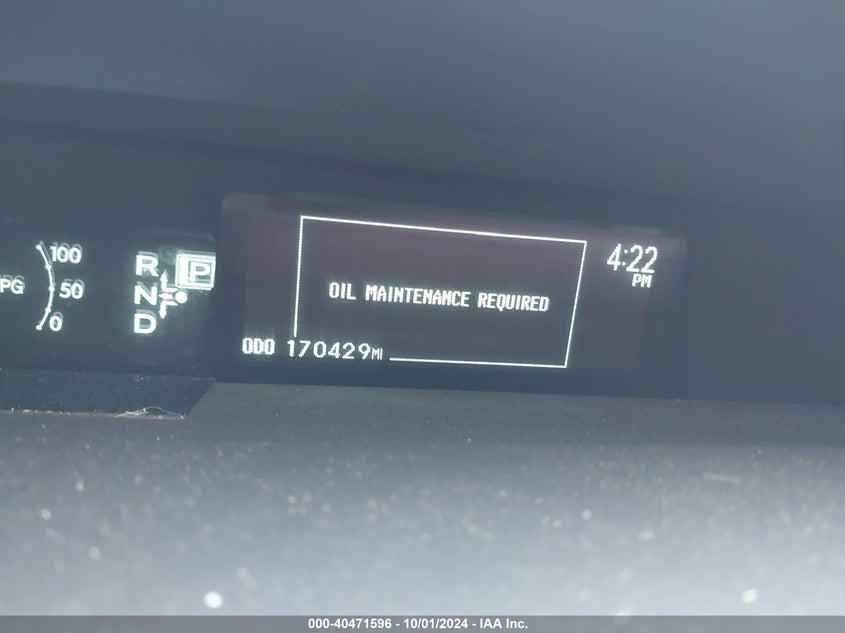 100
PG
50
0
R
P
N
D
OIL MAINTENANCE REQUIRED
4:22
PM
ODO 170429MI
000-40471596 - 10/01/2024 - IAA Inc.